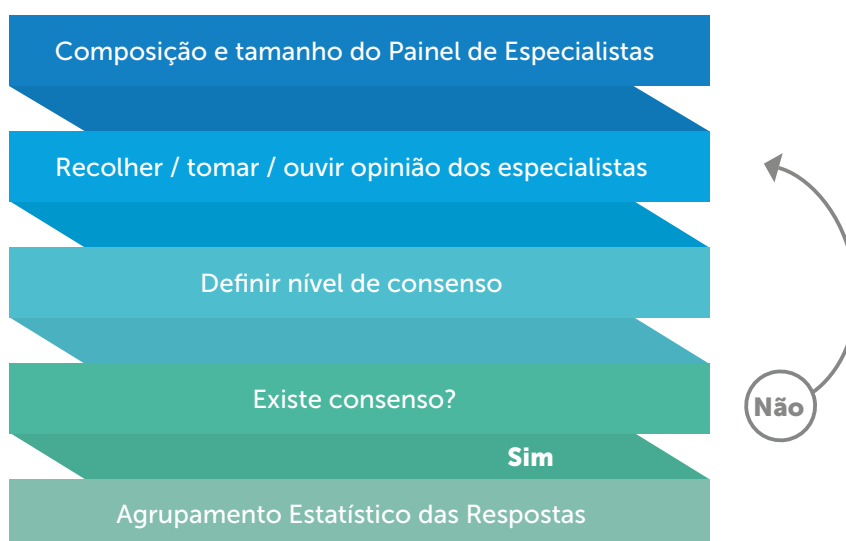 Composição e tamanho do Painel de Especialistas
Recolher / tomar / ouvir opinião dos especialistas
Definir nível de consenso
Existe consenso?
Não
Sim
Agrupamento Estatístico das Respostas